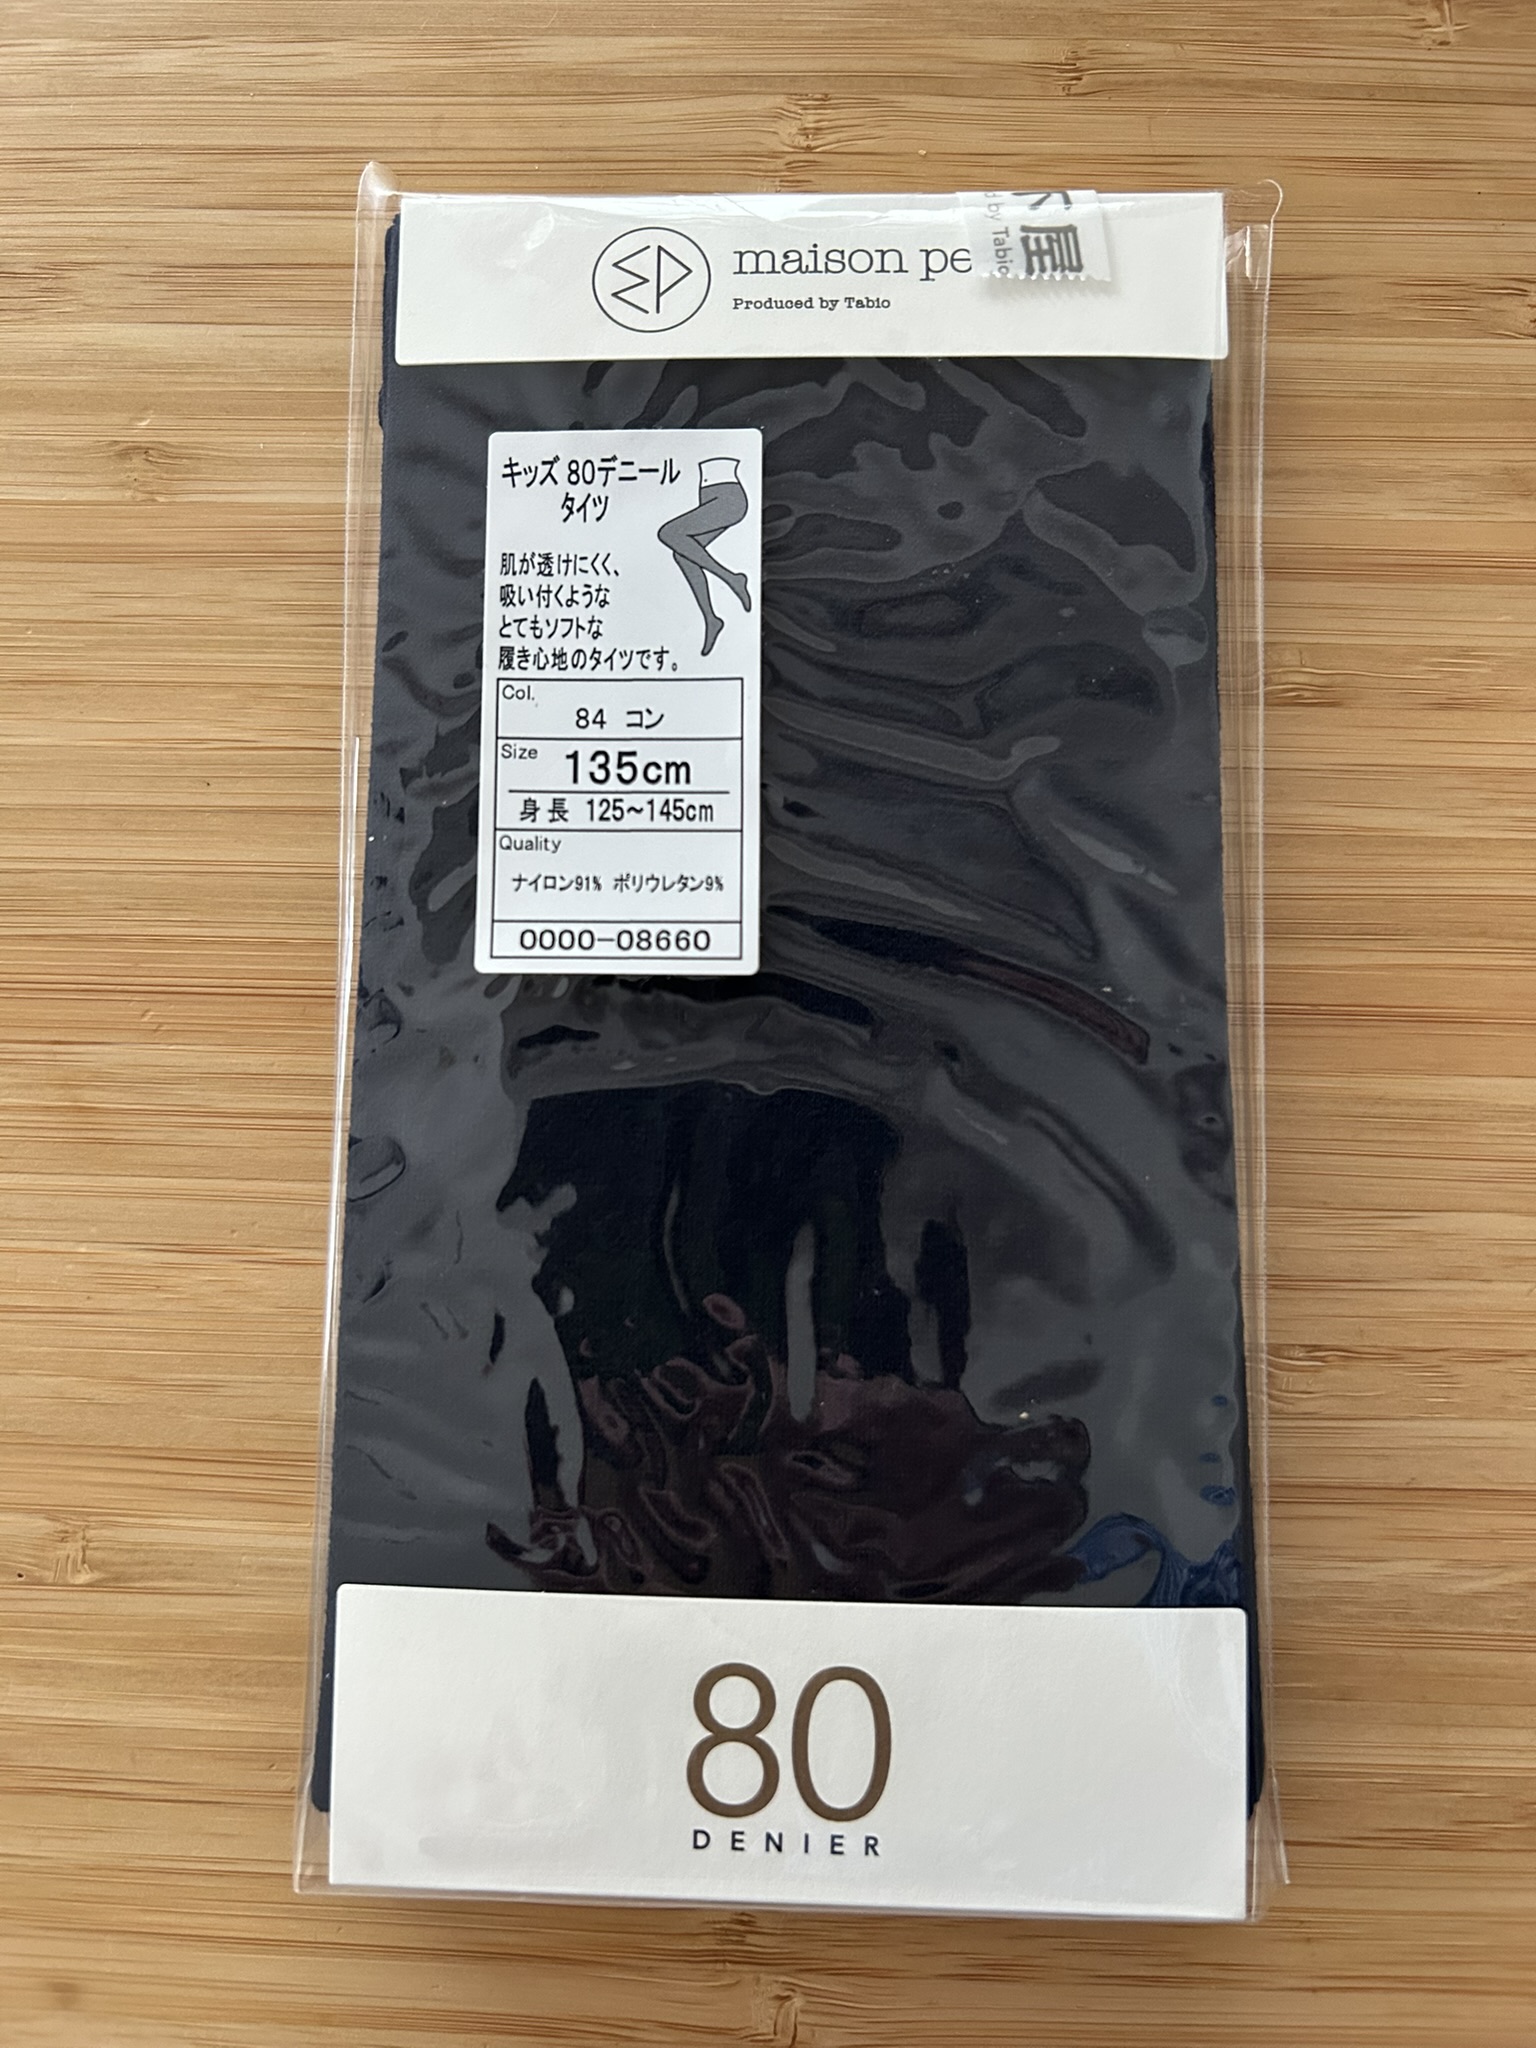 maison pe
Produced by Tabio
屋
d by Tabio
キッズ 80デニール
タイツ
肌が透けにくく、
吸い付くような
とてもソフトな
履き心地のタイツです。
Col.
84 コン
Size 135cm
身長 125~145cm
Quality
ナイロン91% ポリウレタン9%
0000-08660
80
DENIER